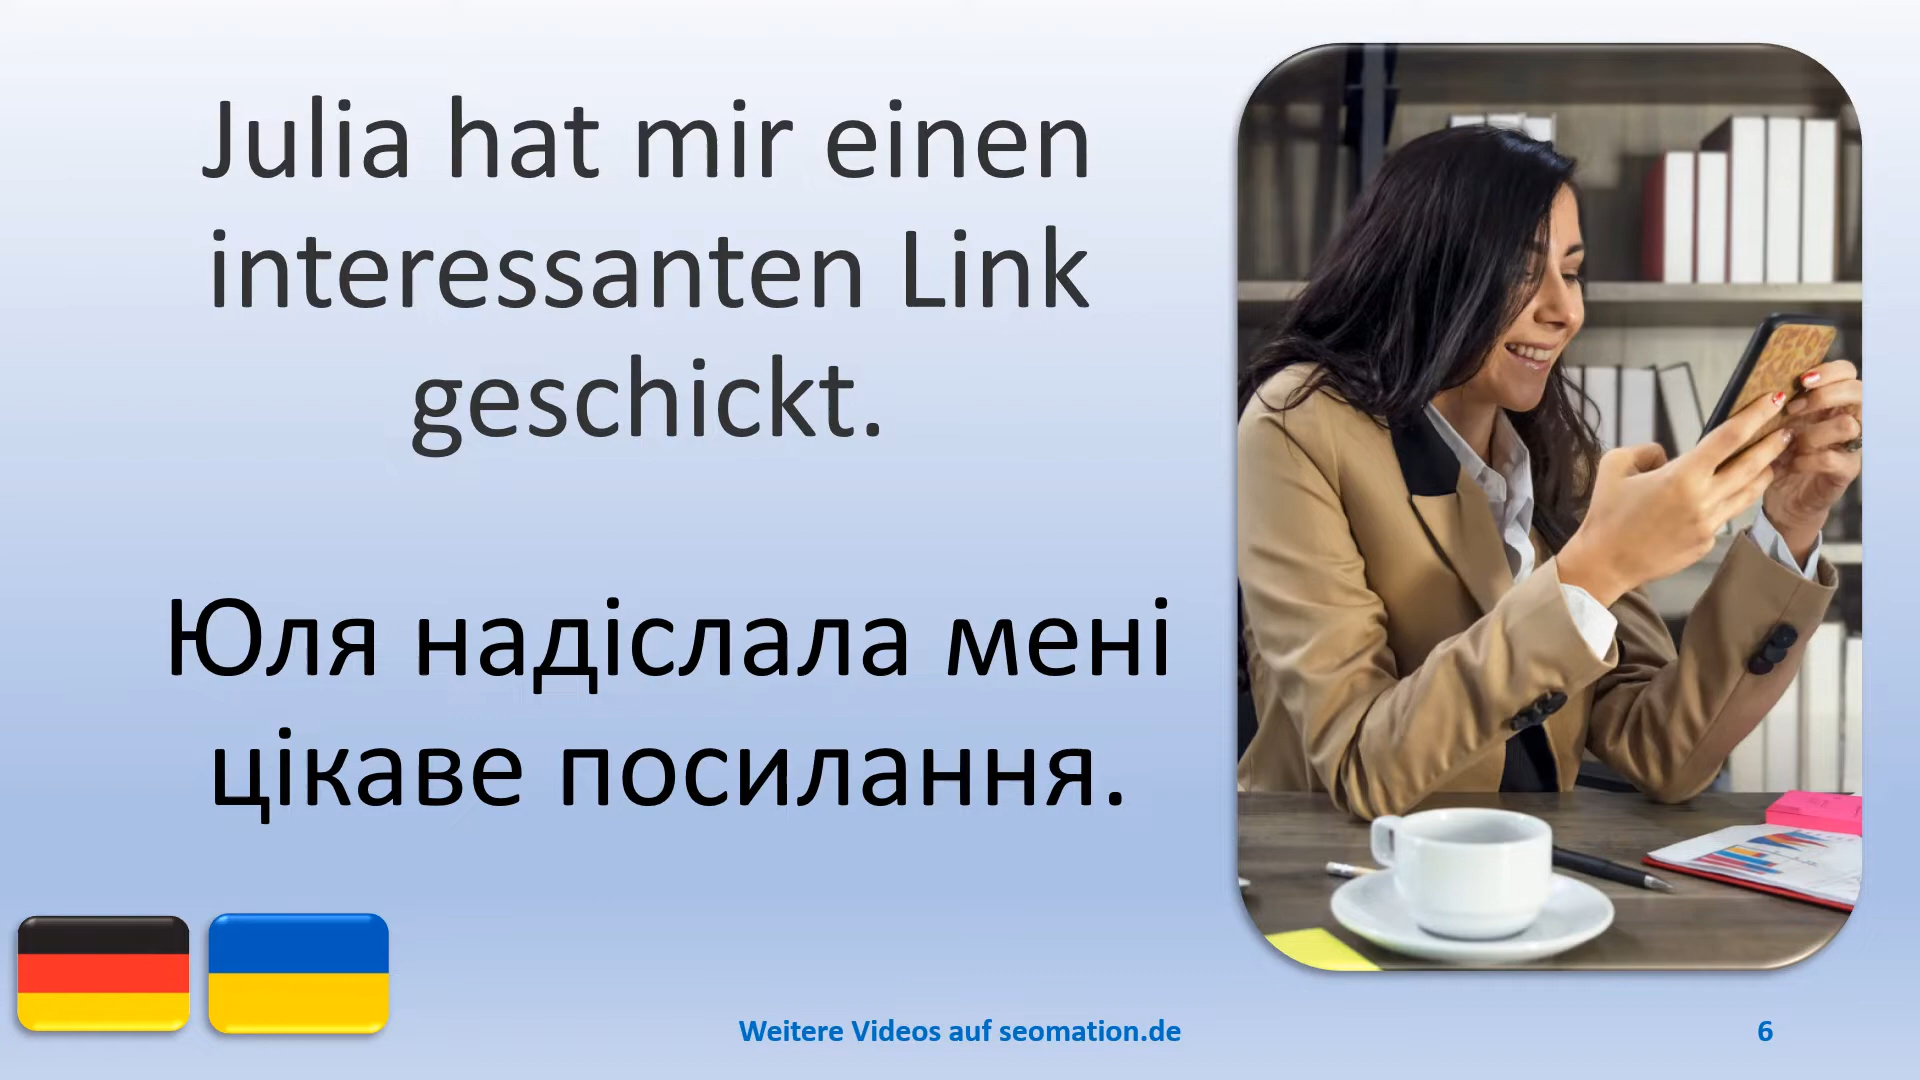 Julia hat mir einen
interessanten Link
geschickt.
Юля надіслала мені
цікаве посилання.
Weitere Videos auf seomation.de
6